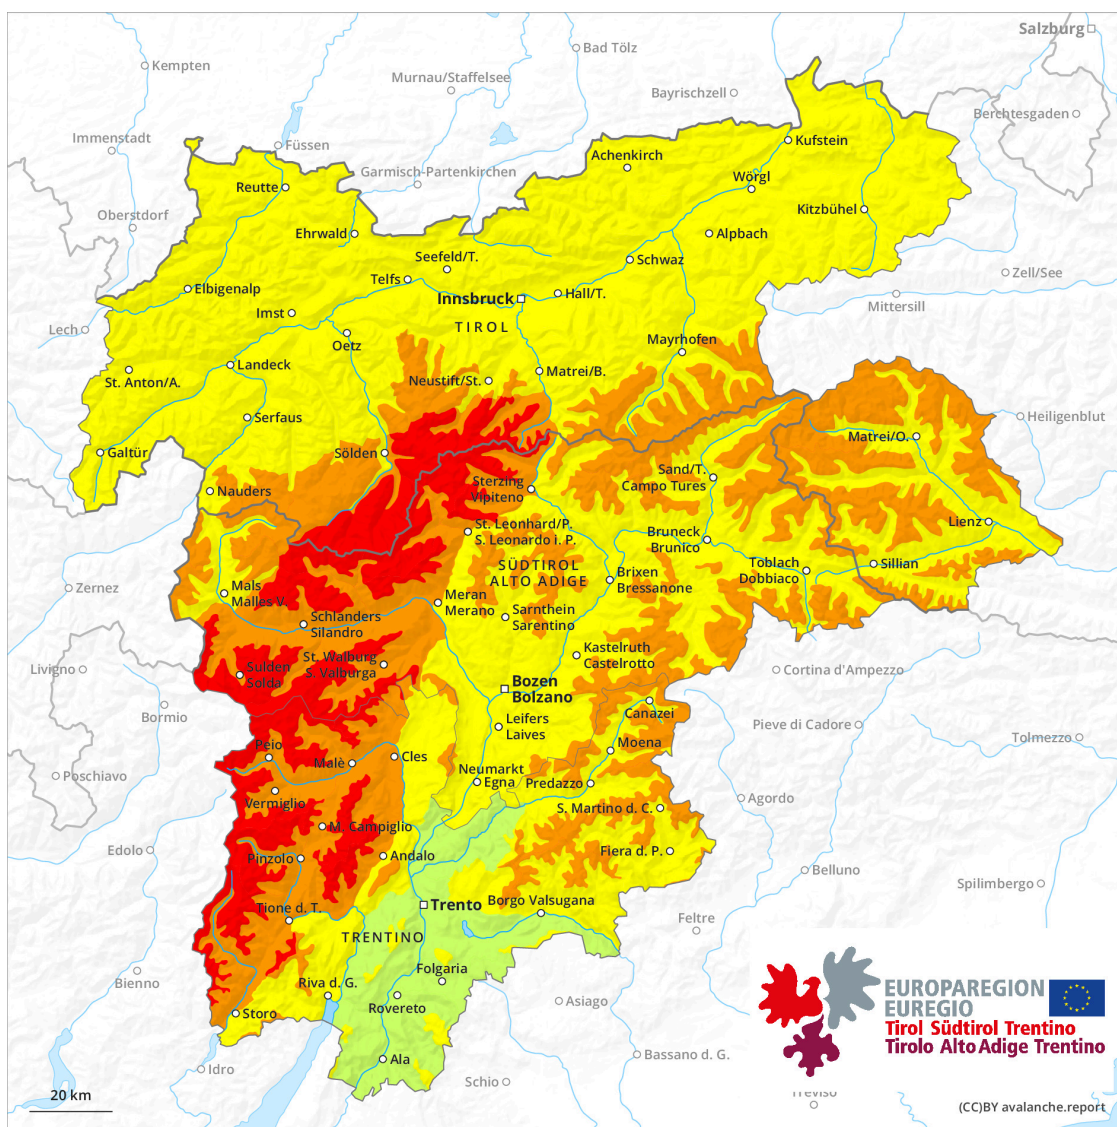 Salzburg
Bad Tölz
Kempten
Murnau/Staffelsee
Bayrischzell
Berchtesgaden
Immenstadt
Füssen
Kufstein
Achenkirch
Garmisch-Partenkirchen
Wörgl
Reutte
Oberstdorf
Kitzbühel
Ehrwald
Alpbach
Seefeld/T.
Schwaz
Telfs
Zell/See
Elbigenalp
Innsbruck
Hall/T.
Mittersill
Imst
TIROL
Lech
Oetz
Mayrhofen
Landeck
Matrei/B.
St. Anton/A.
Neustift/St.
Serfaus
Heiligenblut
Matrei/O.
Galtür
Sölden
Sand/T.
Campo Tures
Sterzing
Vipiteno
Nauders
Lienz
St. Leonhard/P.
S. Leonardo i. P.
Bruneck
Brunico
SÜDTIROL
ALTO ADIGE
Toblach
Dobbiaco
Sillian
Brixen
Bressanone
Zernez
Mals
Malles V.
Meran
Merano
Sarnthein
Sarentino
Schlanders
Silandro
Kastelruth
Castelrotto
St. Walburg
S. Valburga
Livigno
Sulden
Solda
Cortina d'Ampezzo
Bozen
Bolzano
Bormio
Canazei
Leifers
Laives
Pieve di Cadore
Tolmezzo
Moena
Peio
Cles
Malè
Neumarkt
Egna
Poschiavo
Predazzo
Vermiglio
Agordo
S. Martino d. C.
M. Campiglio
Edolo
Andalo
Fiera d. P.
Pinzolo
Belluno
Spilimbergo
Borgo Valsugana
Trento
Tione d. T.
Feltre
TRENTINO
Folgaria
Bienno
Riva d. G.
EUROPAREGION
EUREGIO
Tirol Südtirol Trentino
Tirolo Alto Adige Trentino
Asiago
Rovereto
Storo
Bassano d. G.
Ala
Idro
Schio
Treviso
20 km
(CC)BY avalanche.report